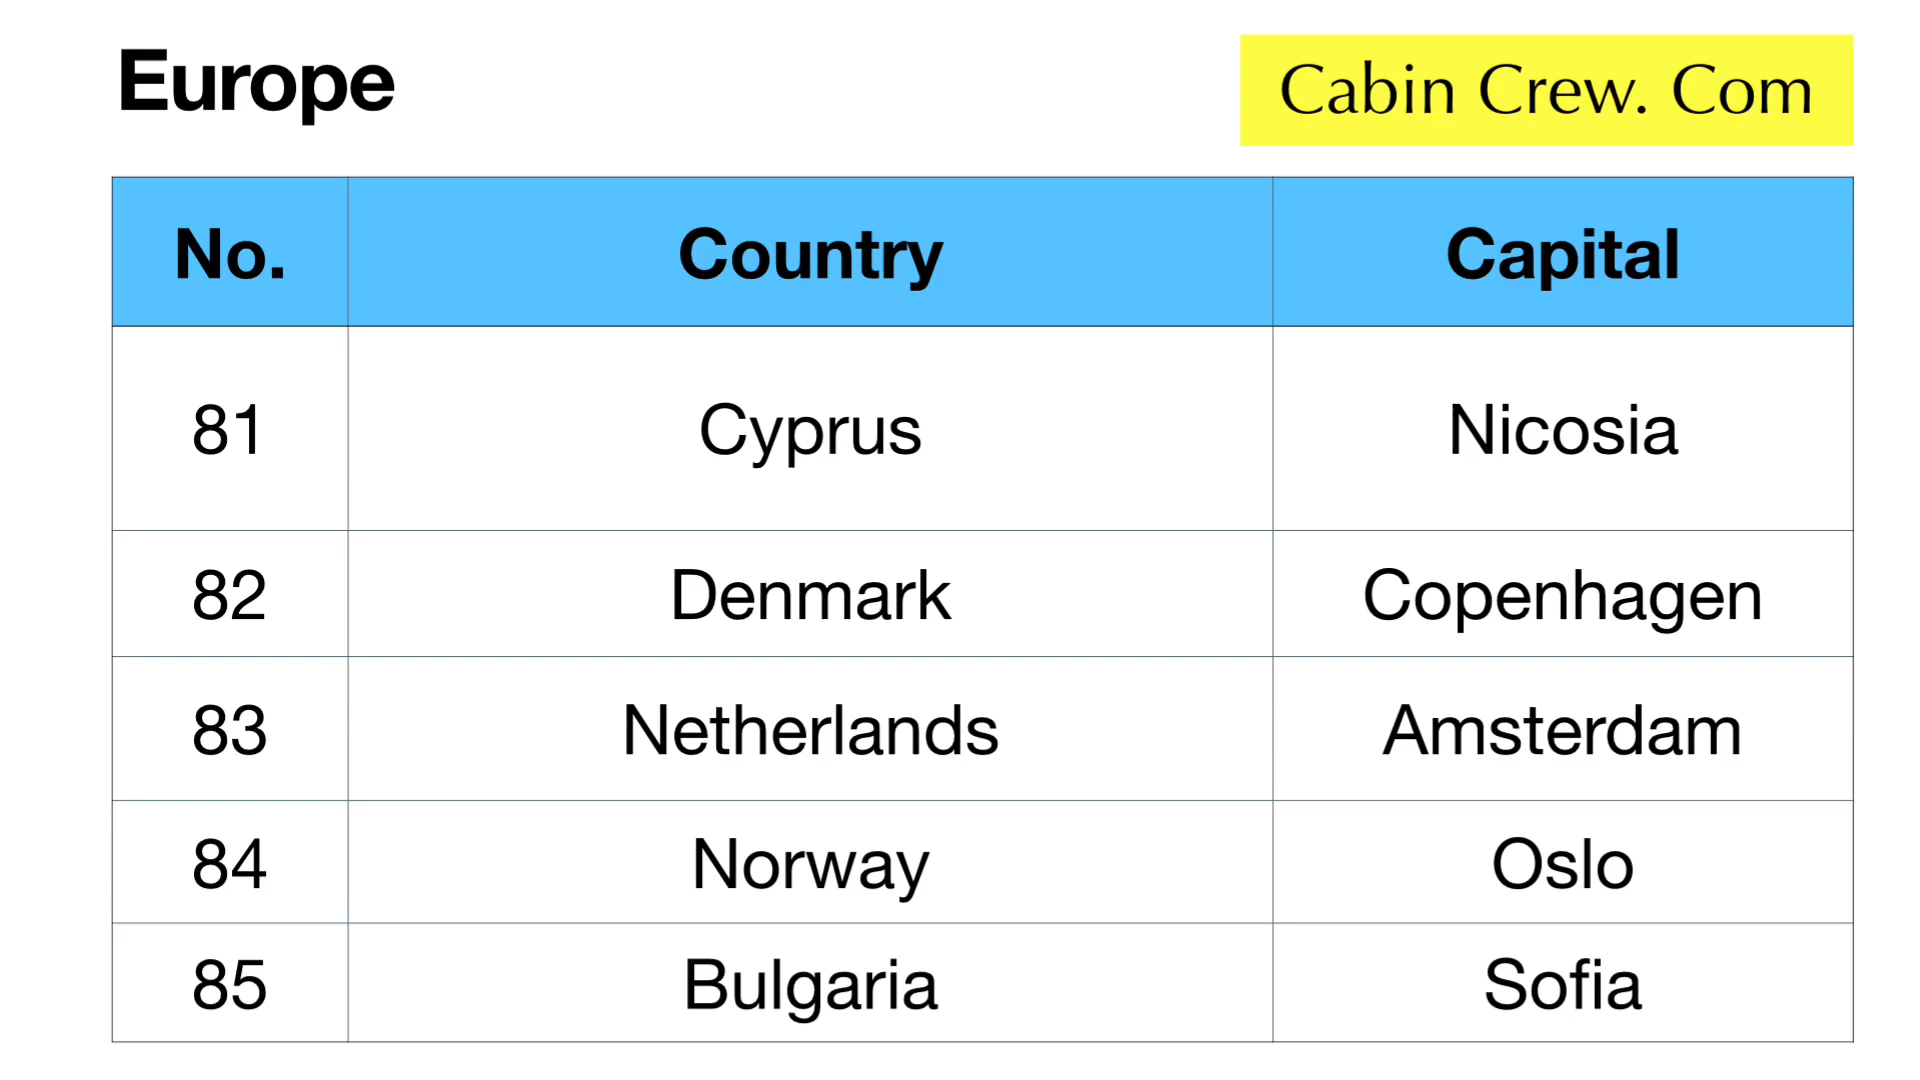 Europe
Cabin Crew. Com
No. Country Capital
81 Cyprus Nicosia
82 Denmark Copenhagen
83 Netherlands Amsterdam
84 Norway Oslo
85 Bulgaria Sofia